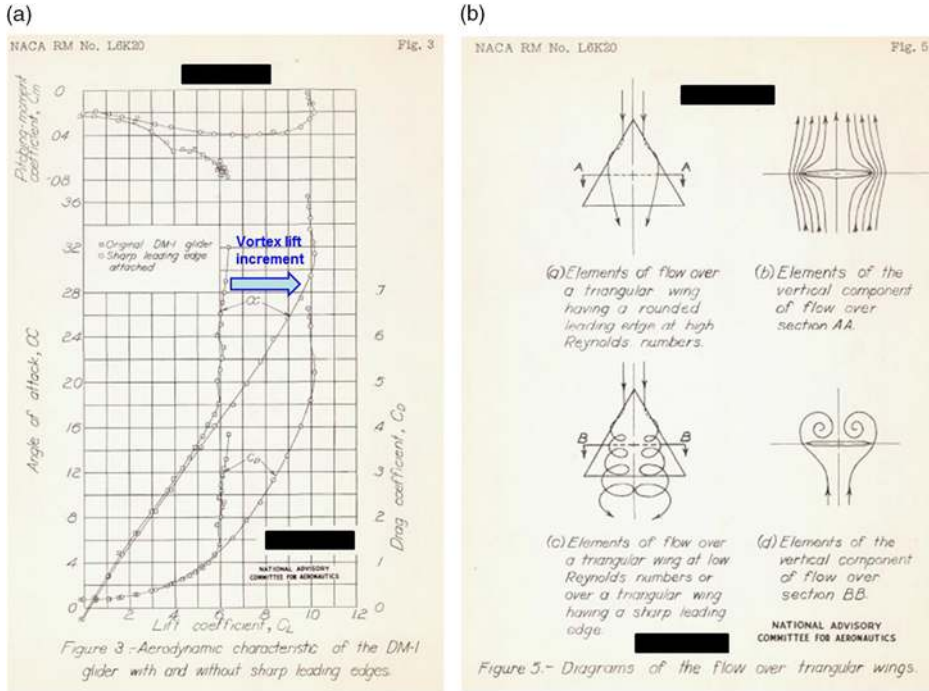 (a)
NACA RM No. L6K20
Fig. 3
Pitching-moment
coefficient, Cm
0
.04
-.08
36
32
28
24
20
16
12
8
4
0
Angle of attack, α
Original DM-1 glider
Sharp leading edge
attached
Vortex lift
increment
α
C_D
.7
.6
.5
.4
.3
.2
.1
0
Drag coefficient, C_D
0 .2 .4 .6 .8 1.0 1.2
Lift coefficient, C_L
NATIONAL ADVISORY
COMMITTEE FOR AERONAUTICS
Figure 3.-Aerodynamic characteristic of the DM-1
glider with and without sharp leading edges.
(b)
NACA RM No. L6K20
Fig. 5
A
A
(a) Elements of flow over
a triangular wing
having a rounded
leading edge at high
Reynolds numbers.
(b) Elements of the
vertical component
of flow over
section AA.
B
B
(c) Elements of flow over
a triangular wing at low
Reynolds numbers or
over a triangular wing
having a sharp leading
edge.
(d) Elements of the
vertical component
of flow over
section BB.
NATIONAL ADVISORY
COMMITTEE FOR AERONAUTICS
Figure 5.- Diagrams of the flow over triangular wings.